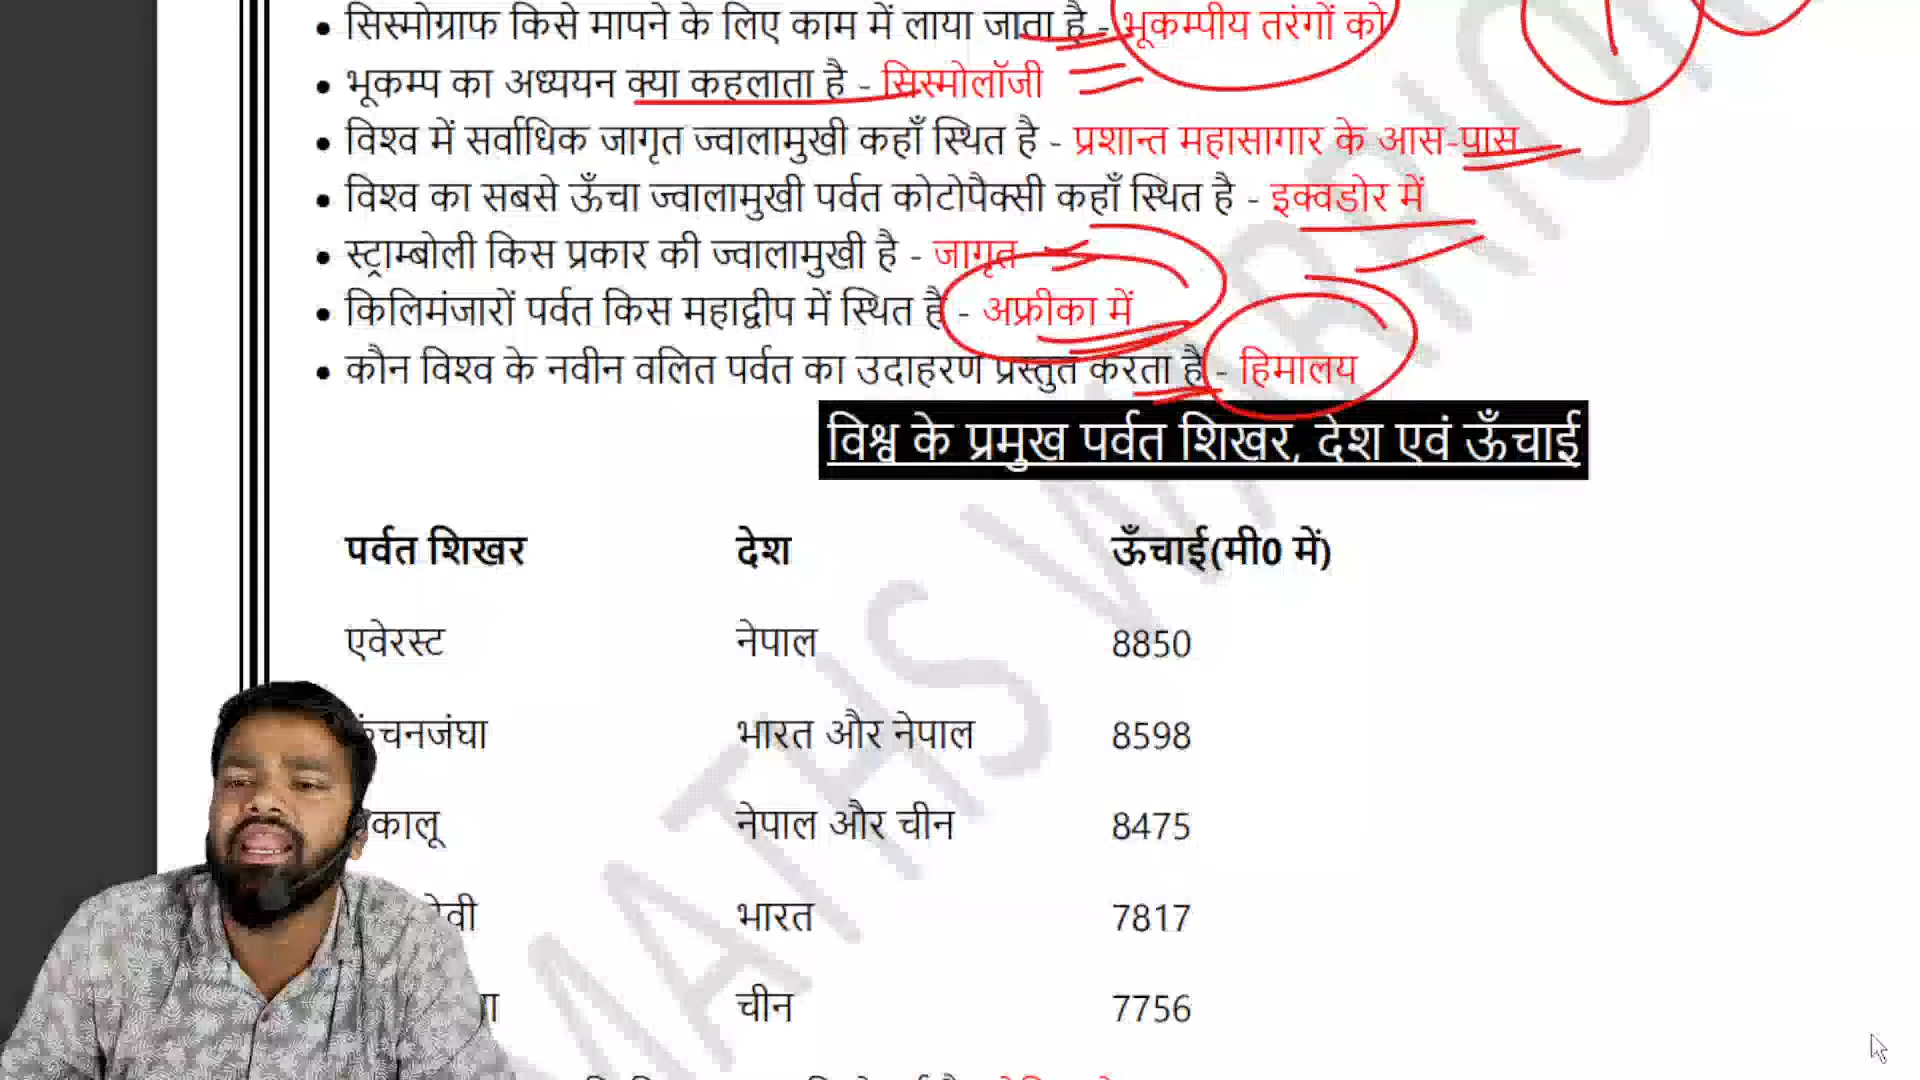 • सिस्मोग्राफ किसे मापने के लिए काम में लाया जाता है - भूकम्पीय तरंगों को
• भूकम्प का अध्ययन क्या कहलाता है - सिस्मोलॉजी
• विश्व में सर्वाधिक जागृत ज्वालामुखी कहाँ स्थित है - प्रशान्त महासागार के आस-पास
• विश्व का सबसे ऊँचा ज्वालामुखी पर्वत कोटोपैक्सी कहाँ स्थित है - इक्वडोर में
• स्ट्राम्बोली किस प्रकार की ज्वालामुखी है - जागृत
• किलिमंजारों पर्वत किस महाद्वीप में स्थित है - अफ्रीका में
• कौन विश्व के नवीन वलित पर्वत का उदाहरण प्रस्तुत करता है - हिमालय
विश्व के प्रमुख पर्वत शिखर, देश एवं ऊँचाई
पर्वत शिखर देश ऊँचाई(मी0 में)
एवेरस्ट नेपाल 8850
भारत और नेपाल 8598
नेपाल और चीन 8475
भारत 7817
चीन 7756
MATHS WARRIOR